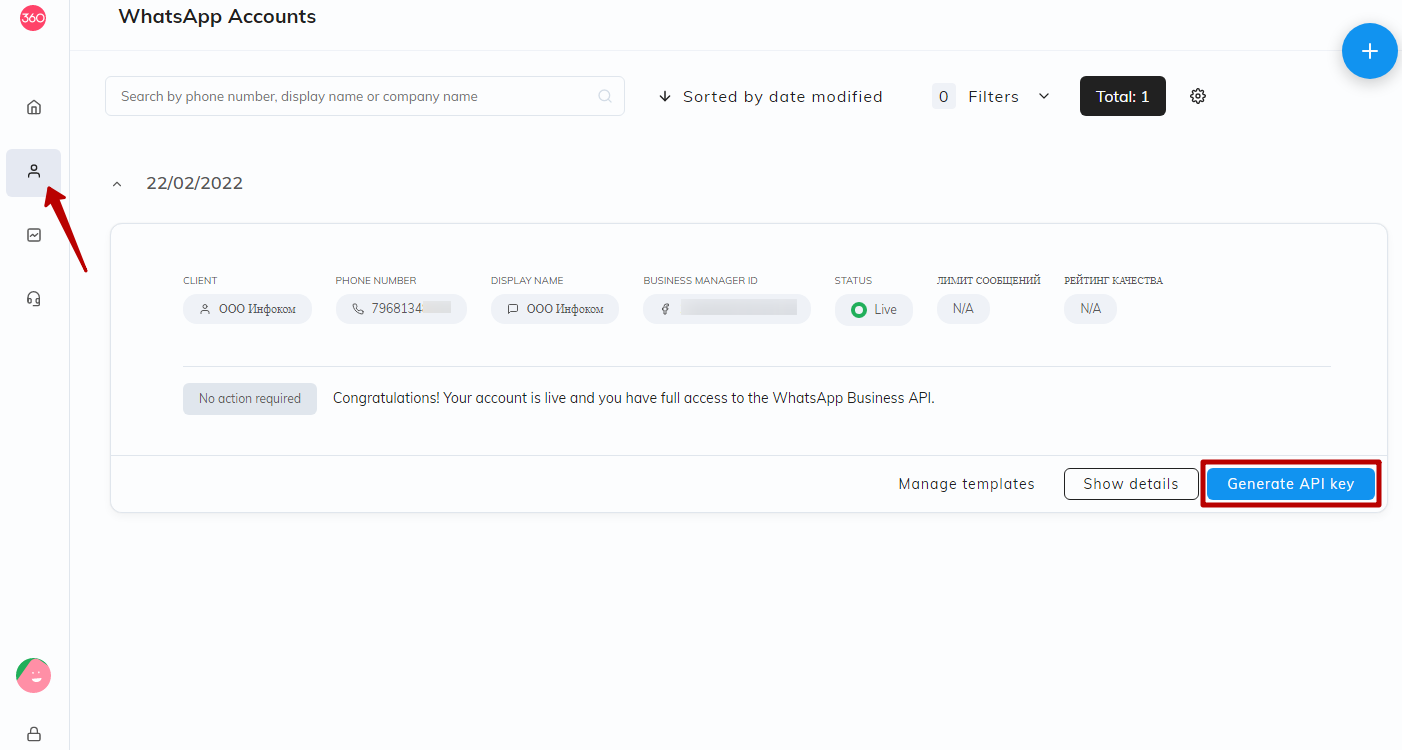 360
WhatsApp Accounts
Search by phone number, display name or company name
Sorted by date modified
0 Filters
Total: 1
22/02/2022
CLIENT PHONE NUMBER DISPLAY NAME BUSINESS MANAGER ID STATUS ЛИМИТ СООБЩЕНИЙ РЕЙТИНГ КАЧЕСТВА
ООО Инфоком 7968134 ООО Инфоком Live N/A N/A
No action required Congratulations! Your account is live and you have full access to the WhatsApp Business API.
Manage templates Show details Generate API key